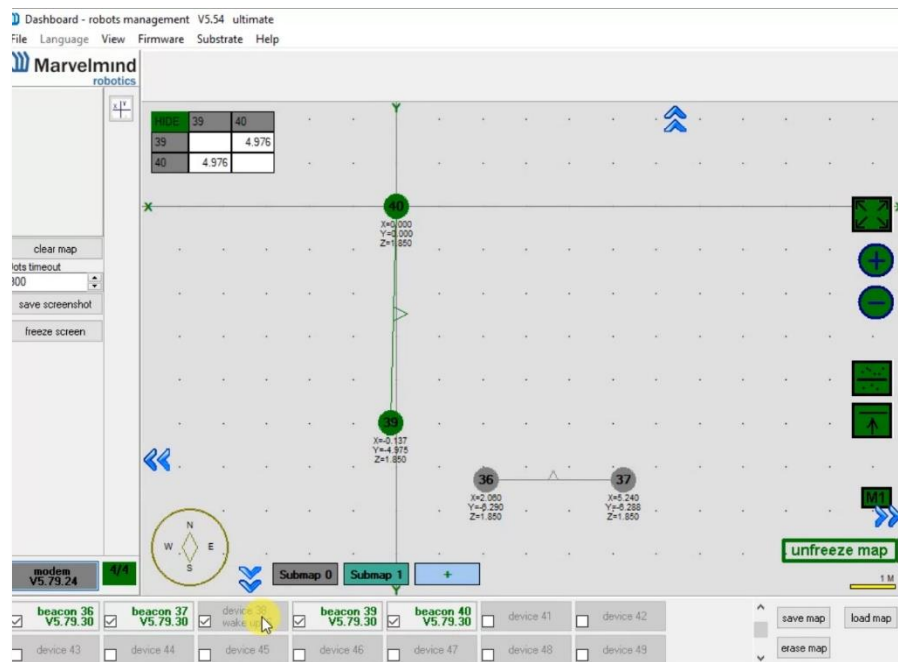 Dashboard - robots management V5.54 ultimate
File Language View Firmware Substrate Help
Marvelmind
robotics
HIDE 39 40
39 4.976
40 4.976
Y
X
40
X=0.000
Y=0.000
Z=1.850
clear map
300
save screenshot
freeze screen
39
X=-0.137
Y=-4.975
Z=1.850
36
X=2.060
Y=-6.290
Z=1.850
37
X=5.240
Y=-6.288
Z=1.850
M1
N
W E
S
unfreeze map
modem
V5.79.24
4/4
Submap 0 Submap 1 +
Y
1 M
beacon 36
V5.79.30
beacon 37
V5.79.30
device 38
wake up
beacon 39
V5.79.30
beacon 40
V5.79.30
device 41
device 42
save map
load map
device 43
device 44
device 45
device 46
device 47
device 48
device 49
erase map